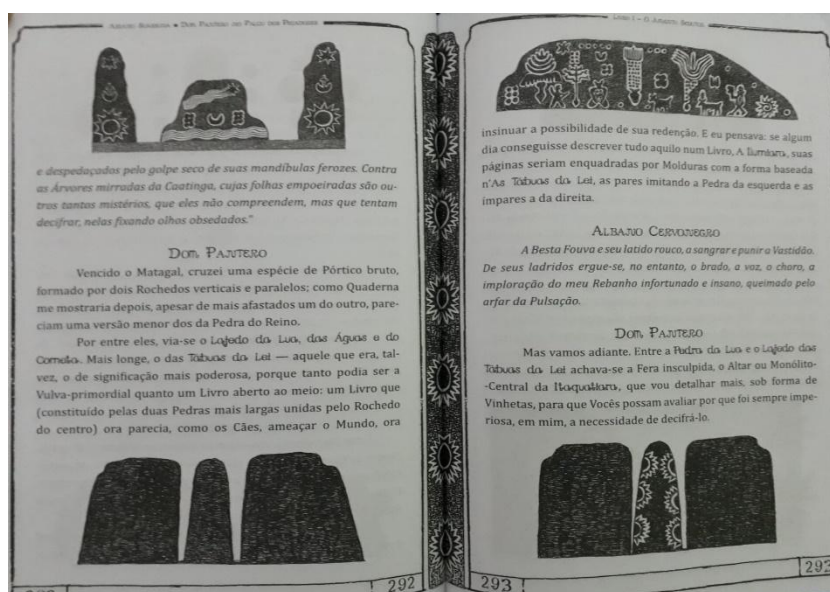 Dom Pantero no Palco dos Pecadores
e despedaçados pelo golpe seco de suas mandíbulas ferozes. Contra
as Árvores mirradas da Caatinga, cujas folhas empoeiradas são ou-
tros tantos mistérios, que eles não compreendem, mas que tentam
decifrar, nelas fixando olhos obsedados."
Dom Pantero
Vencido o Matagal, cruzei uma espécie de Pórtico bruto,
formado por dois Rochedos verticais e paralelos; como Quaderna
me mostraria depois, apesar de mais afastados um do outro, pare-
ciam uma versão menor dos da Pedra do Reino.
Por entre eles, via-se o Lajedo da Lua, das Águas e do
Cometa. Mais longe, o das Tábuas da Lei — aquele que era, tal-
vez, o de significação mais poderosa, porque tanto podia ser a
Vulva-primordial quanto um Livro aberto ao meio: um Livro que
(constituído pelas duas Pedras mais largas unidas pelo Rochedo
do centro) ora parecia, como os Cães, ameaçar o Mundo, ora
292
insinuar a possibilidade de sua redenção. E eu pensava: se algum
dia conseguisse descrever tudo aquilo num Livro, A Ilumiara, suas
páginas seriam enquadradas por Molduras com a forma baseada
n'As Tábuas da Lei, as pares imitando a Pedra da esquerda e as
ímpares a da direita.
Albano Cervonegro
A Besta Fouva e seu latido rouco, a sangrar e punir a Vastidão.
De seus ladridos ergue-se, no entanto, o brado, a voz, o choro, a
imploração do meu Rebanho infortunado e insano, queimado pelo
arfar da Pulsação.
Dom Pantero
Mas vamos adiante. Entre a Pedra da Lua e o Lajedo das
Tábuas da Lei achava-se a Fera insculpida, o Altar ou Monólito-
-Central da Itaquatiara, que vou detalhar mais, sob forma de
Vinhetas, para que Vocês possam avaliar por que foi sempre impe-
riosa, em mim, a necessidade de decifrá-lo.
293
293